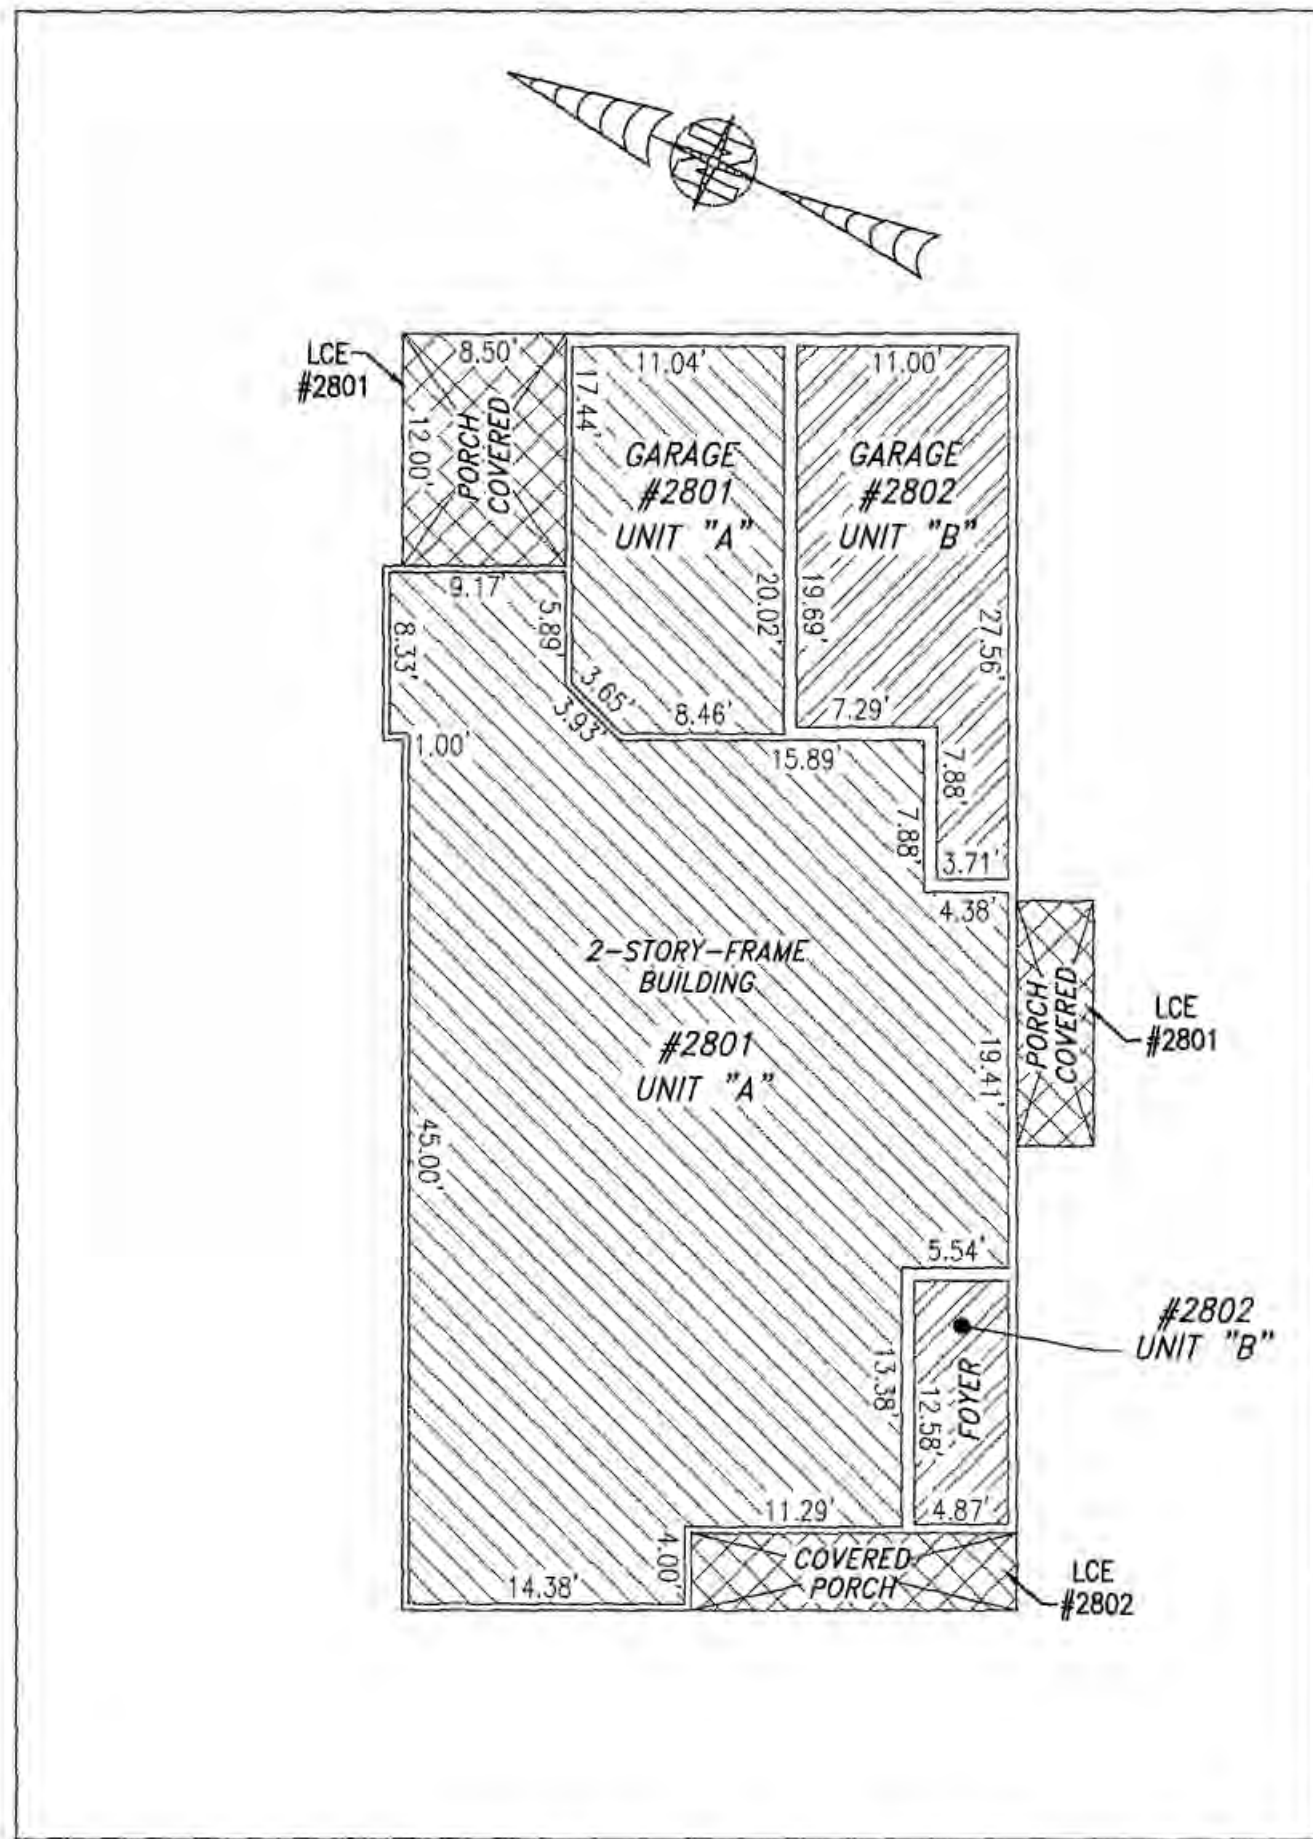 LCE
#2801
8.50'
12.00'
PORCH
COVERED
11.04'
17.44'
GARAGE
#2801
UNIT "A"
20.02'
11.00'
GARAGE
#2802
UNIT "B"
19.69'
27.56'
9.17'
5.89'
8.33'
3.65'
3.93'
8.46'
7.29'
1.00'
15.89'
7.88'
7.88'
3.71'
4.38'
2-STORY-FRAME
BUILDING
#2801
UNIT "A"
19.41'
PORCH
COVERED
LCE
#2801
45.00'
5.54'
#2802
UNIT "B"
13.38'
12.58'
FOYER
11.29'
4.87'
4.00'
14.38'
COVERED
PORCH
LCE
#2802